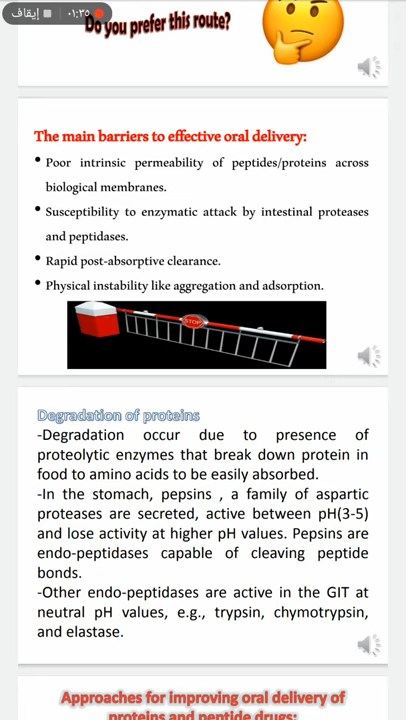 إيقاف ٠١:٣٥
Do you prefer this route?
The main barriers to effective oral delivery:
• Poor intrinsic permeability of peptides/proteins across
biological membranes.
• Susceptibility to enzymatic attack by intestinal proteases
and peptidases.
• Rapid post-absorptive clearance.
• Physical instability like aggregation and adsorption.
STOP
Degradation of proteins
-Degradation occur due to presence of
proteolytic enzymes that break down protein in
food to amino acids to be easily absorbed.
-In the stomach, pepsins , a family of aspartic
proteases are secreted, active between pH(3-5)
and lose activity at higher pH values. Pepsins are
endo-peptidases capable of cleaving peptide
bonds.
-Other endo-peptidases are active in the GIT at
neutral pH values, e.g., trypsin, chymotrypsin,
and elastase.
Approaches for improving oral delivery of
proteins and peptide drugs: